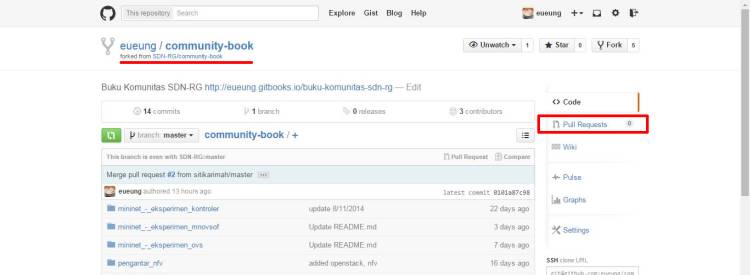 This repository Search Explore Gist Blog Help eueung
eueung / community-book
forked from SDN-RG/community-book
Unwatch 1 Star 0 Fork 5
Buku Komunitas SDN-RG http://eueung.gitbooks.io/buku-komunitas-sdn-rg — Edit
14 commits 1 branch 0 releases 3 contributors
branch: master community-book / +
This branch is even with SDN-RG:master Pull Request Compare
Merge pull request #2 from sitikarimah/master ...
eueung authored 13 hours ago latest commit 0101a87c98
mininet_-_eksperimen_kontroler update 8/11/2014 22 days ago
mininet_-_eksperimen_mnovsof Update README.md 3 days ago
mininet_-_eksperimen_ovs Update README.md 7 days ago
pengantar_nfv added openstack, nfv 16 days ago
Code
Pull Requests 0
Wiki
Pulse
Graphs
Settings
SSH clone URL